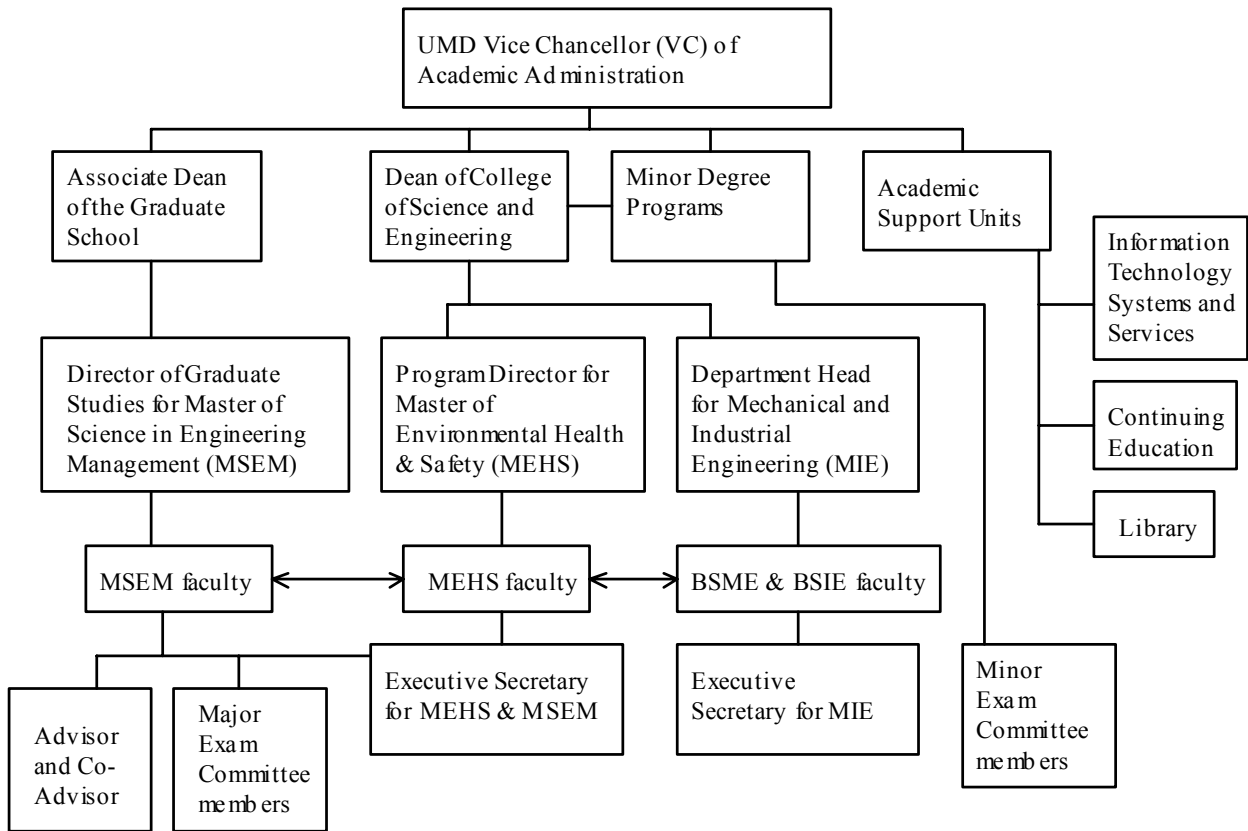 UMD Vice Chancellor (VC) of
Academic Administration
Associate Dean
of the Graduate
School
Dean of College
of Science and
Engineering
Minor Degree
Programs
Academic
Support Units
Information
Technology
Systems and
Services
Continuing
Education
Library
Director of Graduate
Studies for Master of
Science in Engineering
Management (MSEM)
Program Director for
Master of
Environmental Health
& Safety (MEHS)
Department Head
for Mechanical and
Industrial
Engineering (MIE)
MSEM faculty
MEHS faculty
BSME & BSIE faculty
Advisor
and Co-
Advisor
Major
Exam
Committee
members
Executive Secretary
for MEHS & MSEM
Executive
Secretary for MIE
Minor
Exam
Committee
members